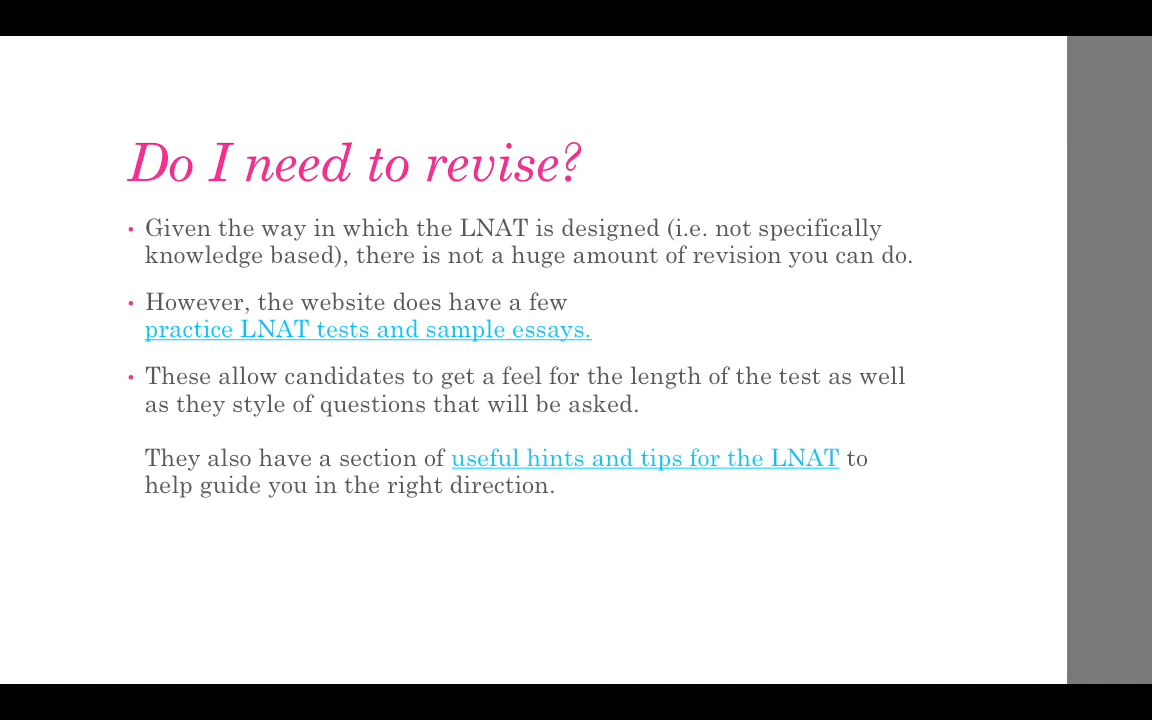 Do I need to revise?
• Given the way in which the LNAT is designed (i.e. not specifically
knowledge based), there is not a huge amount of revision you can do.
• However, the website does have a few
practice LNAT tests and sample essays.
• These allow candidates to get a feel for the length of the test as well
as they style of questions that will be asked.
They also have a section of useful hints and tips for the LNAT to
help guide you in the right direction.